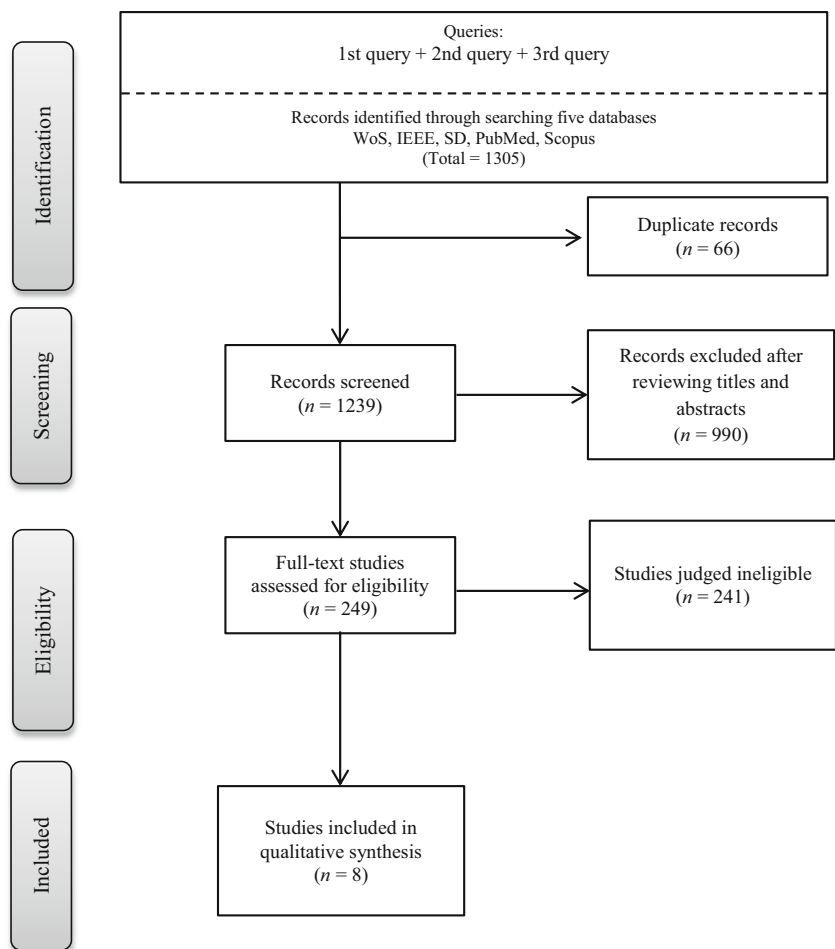 Queries:
1st query + 2nd query + 3rd query
Records identified through searching five databases
WoS, IEEE, SD, PubMed, Scopus
(Total = 1305)
Identification
Duplicate records
(n = 66)
Screening
Records screened
(n = 1239)
Records excluded after
reviewing titles and
abstracts
(n = 990)
Eligibility
Full-text studies
assessed for eligibility
(n = 249)
Studies judged ineligible
(n = 241)
Included
Studies included in
qualitative synthesis
(n = 8)